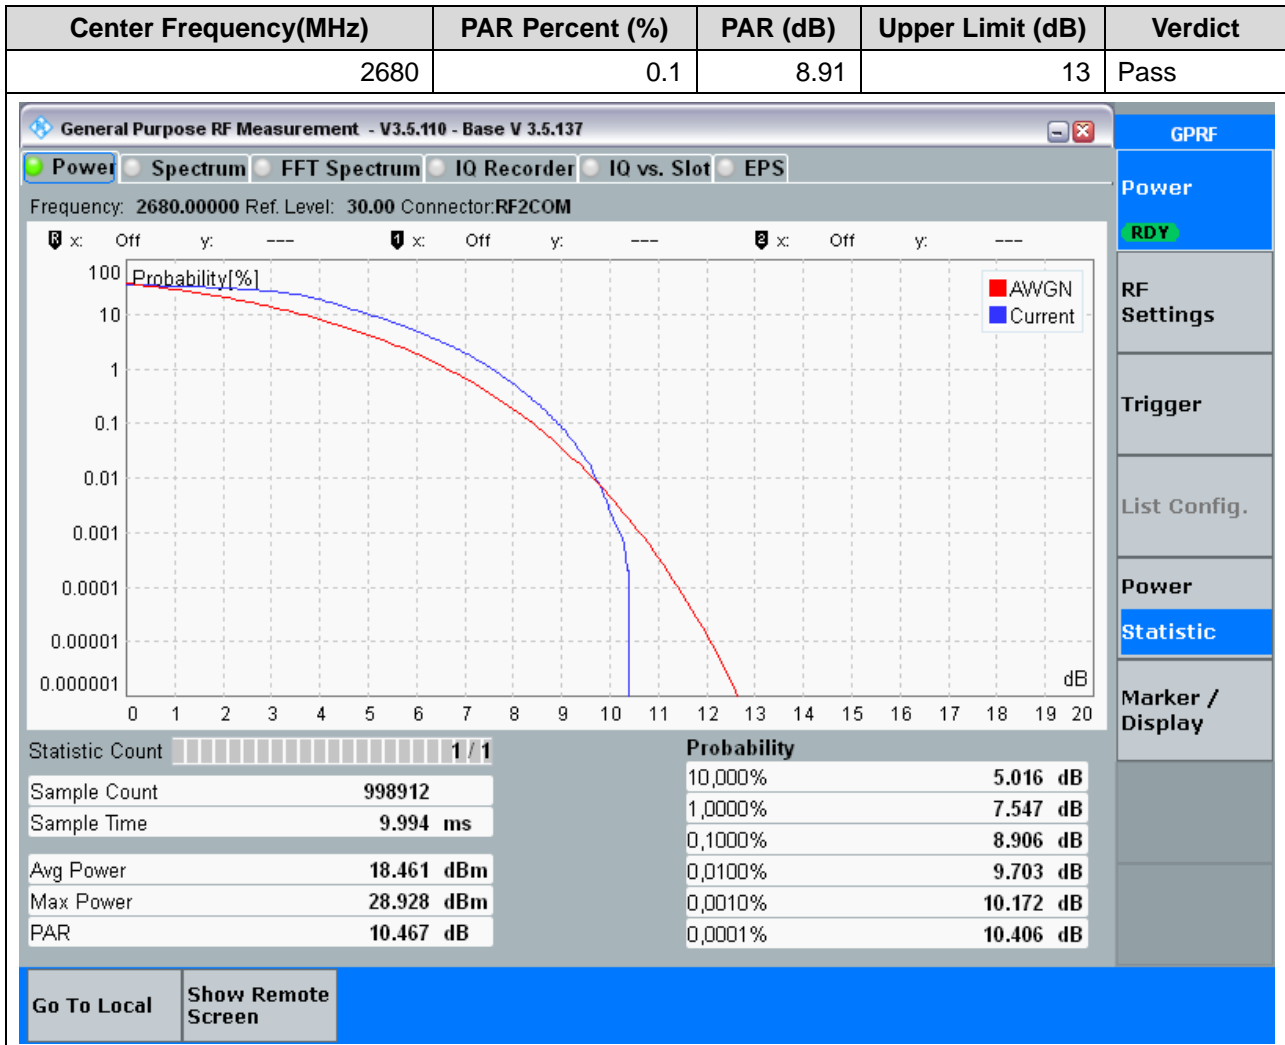 Center Frequency(MHz) PAR Percent (%) PAR (dB) Upper Limit (dB) Verdict
2680 0.1 8.91 13 Pass
General Purpose RF Measurement - V3.5.110 - Base V 3.5.137
GPRF
Power Spectrum FFT Spectrum IQ Recorder IQ vs. Slot EPS
Power
RDY
Frequency: 2680.00000 Ref. Level: 30.00 Connector:RF2COM
R x: Off y: --- 1 x: Off y: --- 2 x: Off y: ---
Probability[%]
AWGN
Current
100
10
1
0.1
0.01
0.001
0.0001
0.00001
0.000001
dB
0 1 2 3 4 5 6 7 8 9 10 11 12 13 14 15 16 17 18 19 20
RF
Settings
Trigger
List Config.
Power
Statistic
Marker /
Display
Statistic Count 1 / 1
Sample Count 998912
Sample Time 9.994 ms
Avg Power 18.461 dBm
Max Power 28.928 dBm
PAR 10.467 dB
Probability
10,000% 5.016 dB
1,0000% 7.547 dB
0,1000% 8.906 dB
0,0100% 9.703 dB
0,0010% 10.172 dB
0,0001% 10.406 dB
Go To Local
Show Remote
Screen